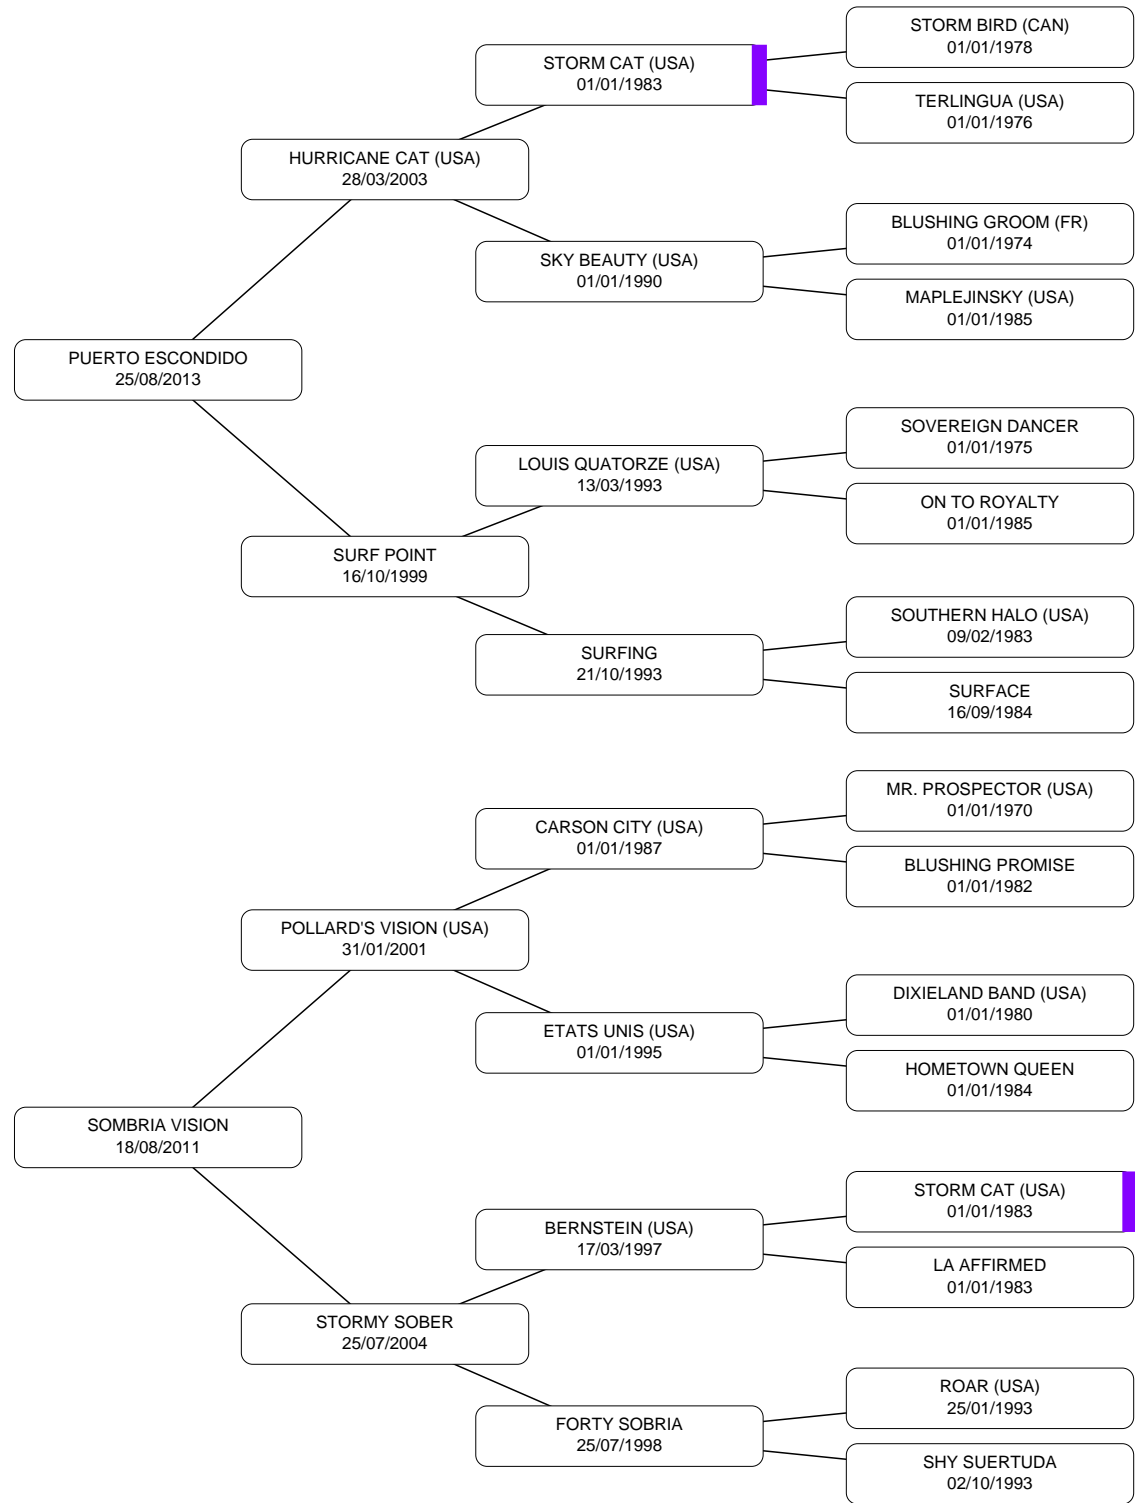 STORM BIRD (CAN)
01/01/1978
STORM CAT (USA)
01/01/1983
TERLINGUA (USA)
01/01/1976
HURRICANE CAT (USA)
28/03/2003
BLUSHING GROOM (FR)
01/01/1974
SKY BEAUTY (USA)
01/01/1990
MAPLEJINSKY (USA)
01/01/1985
PUERTO ESCONDIDO
25/08/2013
SOVEREIGN DANCER
01/01/1975
LOUIS QUATORZE (USA)
13/03/1993
ON TO ROYALTY
01/01/1985
SURF POINT
16/10/1999
SOUTHERN HALO (USA)
09/02/1983
SURFING
21/10/1993
SURFACE
16/09/1984
MR. PROSPECTOR (USA)
01/01/1970
CARSON CITY (USA)
01/01/1987
BLUSHING PROMISE
01/01/1982
POLLARD'S VISION (USA)
31/01/2001
DIXIELAND BAND (USA)
01/01/1980
ETATS UNIS (USA)
01/01/1995
HOMETOWN QUEEN
01/01/1984
SOMBRIA VISION
18/08/2011
STORM CAT (USA)
01/01/1983
BERNSTEIN (USA)
17/03/1997
LA AFFIRMED
01/01/1983
STORMY SOBER
25/07/2004
ROAR (USA)
25/01/1993
FORTY SOBRIA
25/07/1998
SHY SUERTUDA
02/10/1993